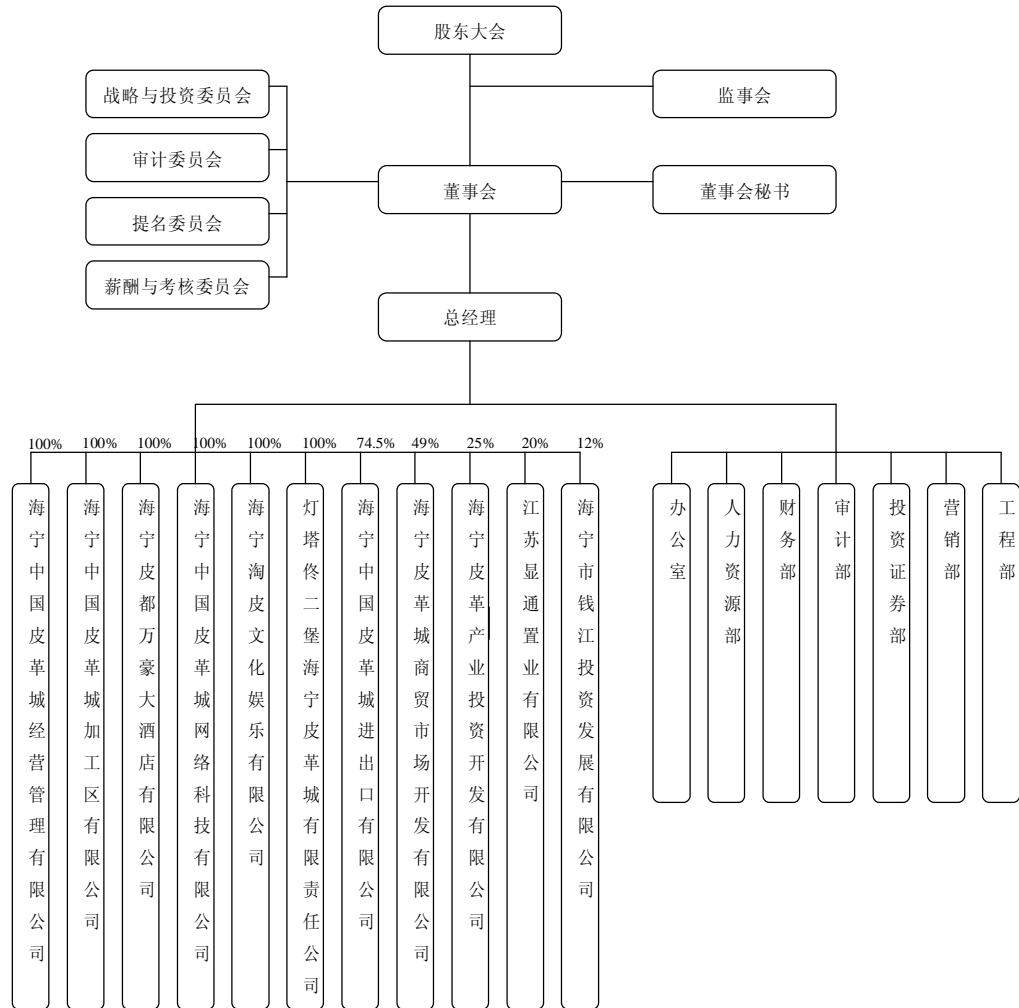 股东大会
战略与投资委员会
监事会
审计委员会
董事会
董事会秘书
提名委员会
薪酬与考核委员会
总经理
100%
100%
100%
100%
100%
100%
74.5%
49%
25%
20%
12%
海宁中国皮革城经营管理有限公司
海宁中国皮革城加工区有限公司
海宁皮都万豪大酒店有限公司
海宁中国皮革城网络科技有限公司
海宁淘皮文化娱乐有限公司
灯塔佟二堡海宁皮革城有限责任公司
海宁中国皮革城进出口有限公司
海宁皮革城商贸市场开发有限公司
海宁皮革产业投资开发有限公司
江苏显通置业有限公司
海宁市钱江投资发展有限公司
办公室
人力资源部
财务部
审计部
投资证券部
营销部
工程部